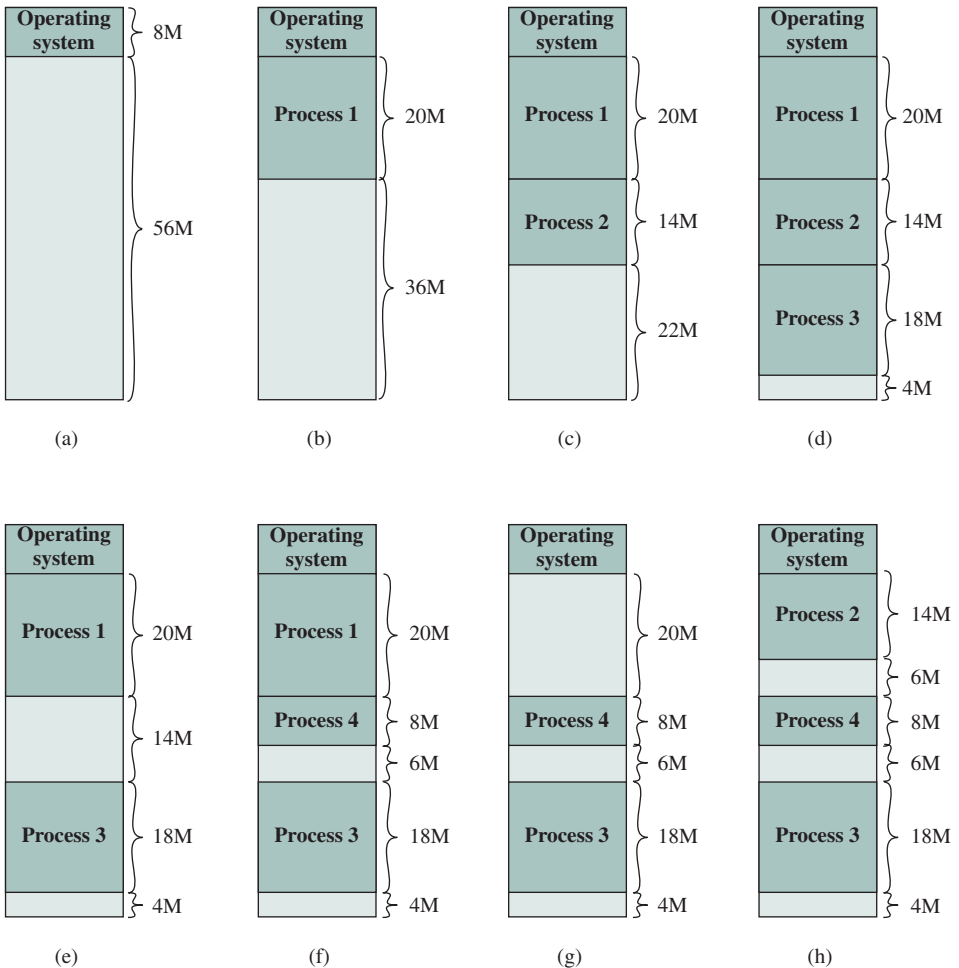 Operating
system
8M
56M
(a)
Operating
system
Process 1
20M
36M
(b)
Operating
system
Process 1
20M
Process 2
14M
22M
(c)
Operating
system
Process 1
20M
Process 2
14M
Process 3
18M
4M
(d)
Operating
system
Process 1
20M
14M
Process 3
18M
4M
(e)
Operating
system
Process 1
20M
Process 4
8M
6M
Process 3
18M
4M
(f)
Operating
system
20M
Process 4
8M
6M
Process 3
18M
4M
(g)
Operating
system
Process 2
14M
6M
Process 4
8M
6M
Process 3
18M
4M
(h)